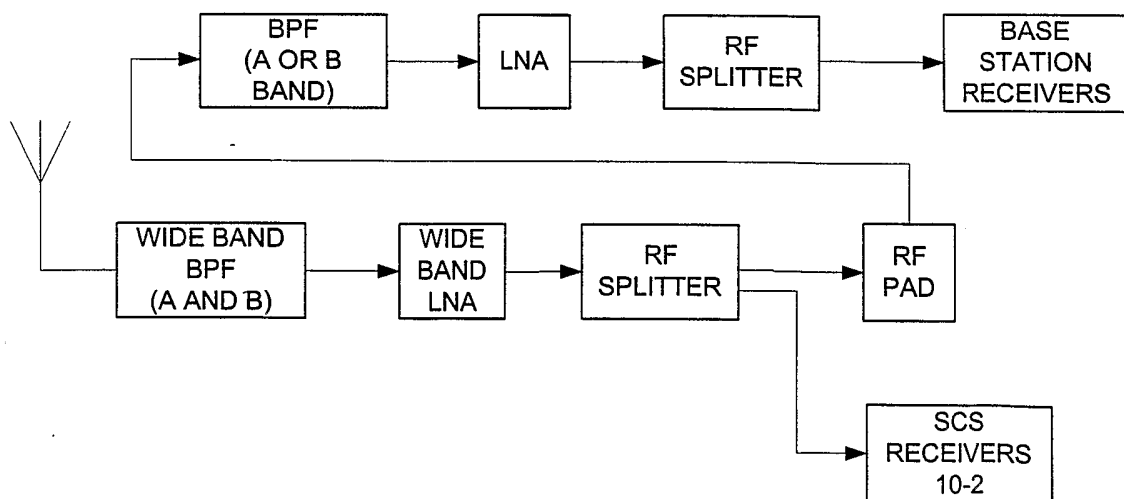 BPF
(A OR B
BAND)
LNA
RF
SPLITTER
BASE
STATION
RECEIVERS
WIDE BAND
BPF
(A AND B)
WIDE
BAND
LNA
RF
SPLITTER
RF
PAD
SCS
RECEIVERS
10-2